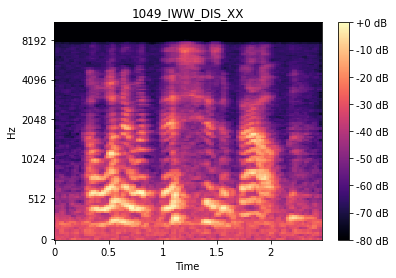 1049_IWW_DIS_XX
+0 dB
8192
-10 dB
4096
-20 dB
-30 dB
2048
Hz
-40 dB
1024
-50 dB
512
-60 dB
-70 dB
0
-80 dB
0 0.5 1 1.5 2
Time